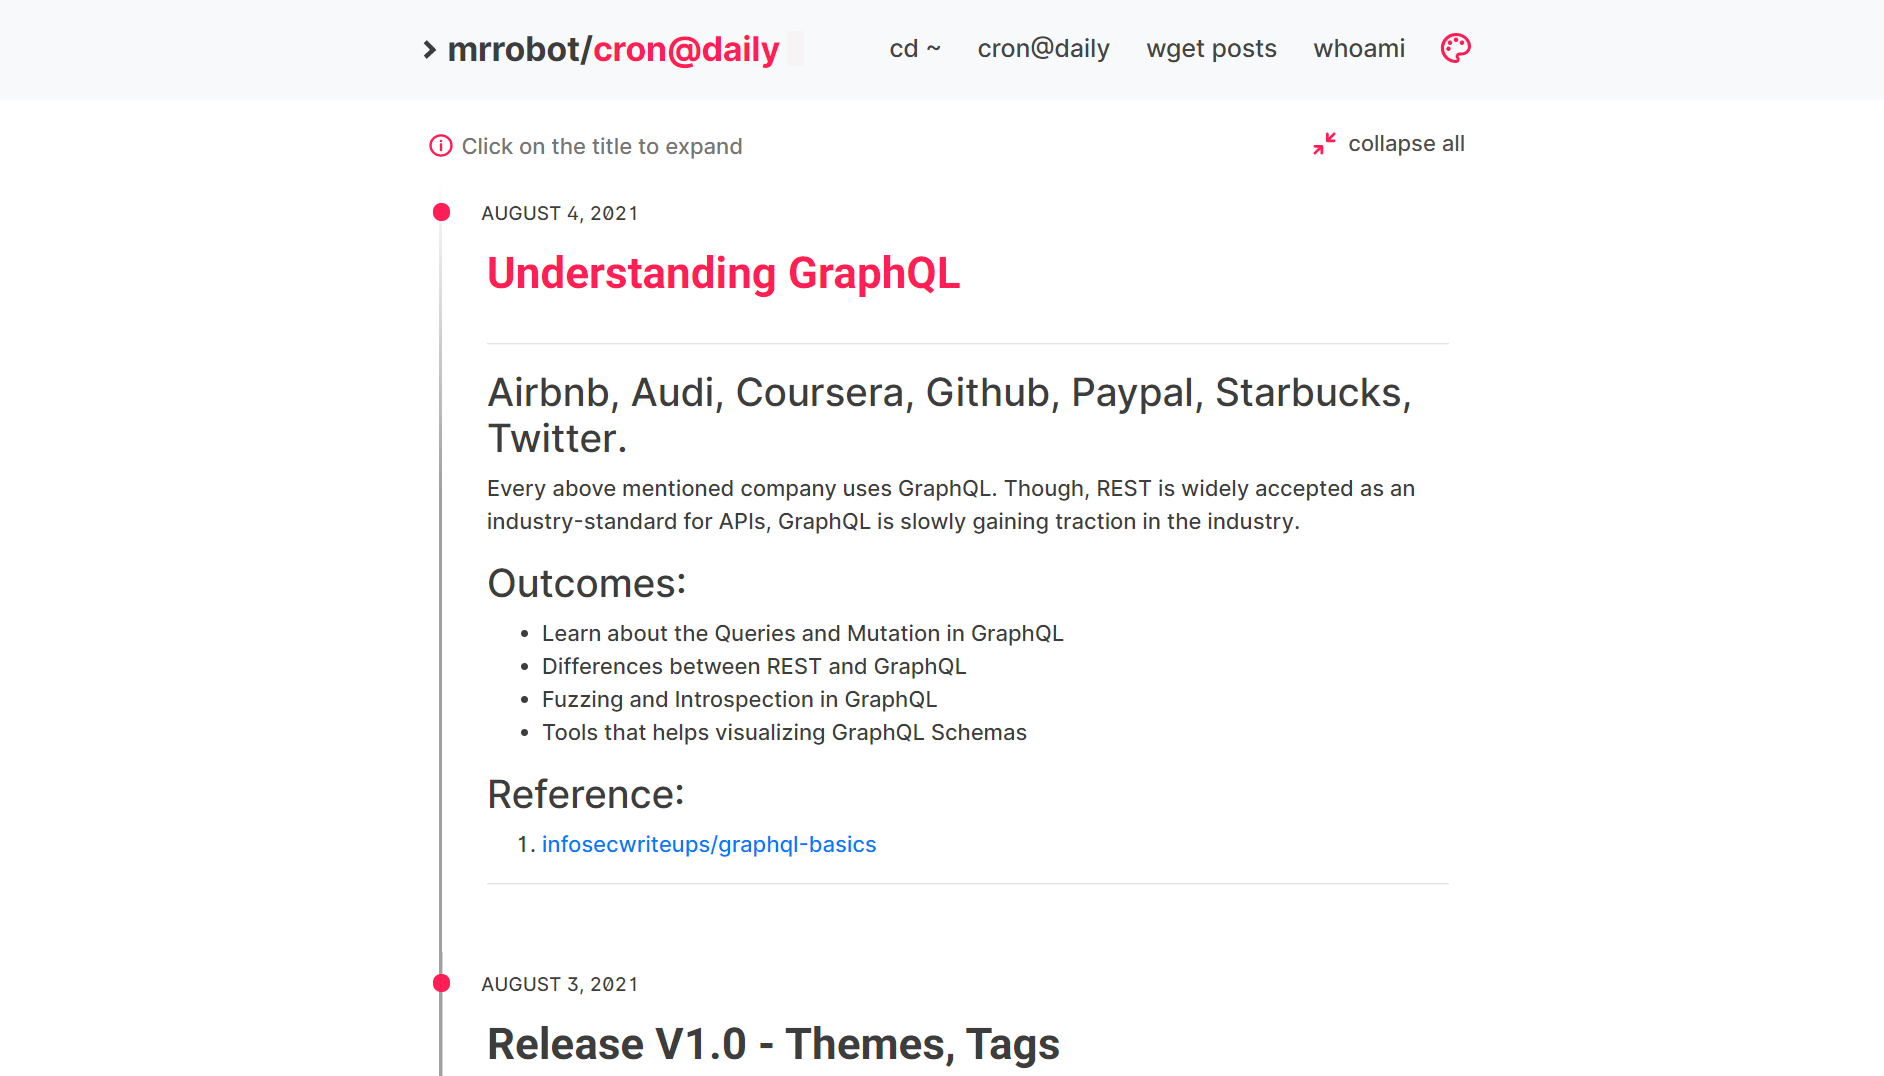 mrrobot/cron@daily
cd ~
cron@daily
wget posts
whoami
Click on the title to expand
collapse all
AUGUST 4, 2021
Understanding GraphQL
Airbnb, Audi, Coursera, Github, Paypal, Starbucks,
Twitter.
Every above mentioned company uses GraphQL. Though, REST is widely accepted as an
industry-standard for APIs, GraphQL is slowly gaining traction in the industry.
Outcomes:
• Learn about the Queries and Mutation in GraphQL
• Differences between REST and GraphQL
• Fuzzing and Introspection in GraphQL
• Tools that helps visualizing GraphQL Schemas
Reference:
1. infosecwriteups/graphql-basics
AUGUST 3, 2021
Release V1.0 - Themes, Tags